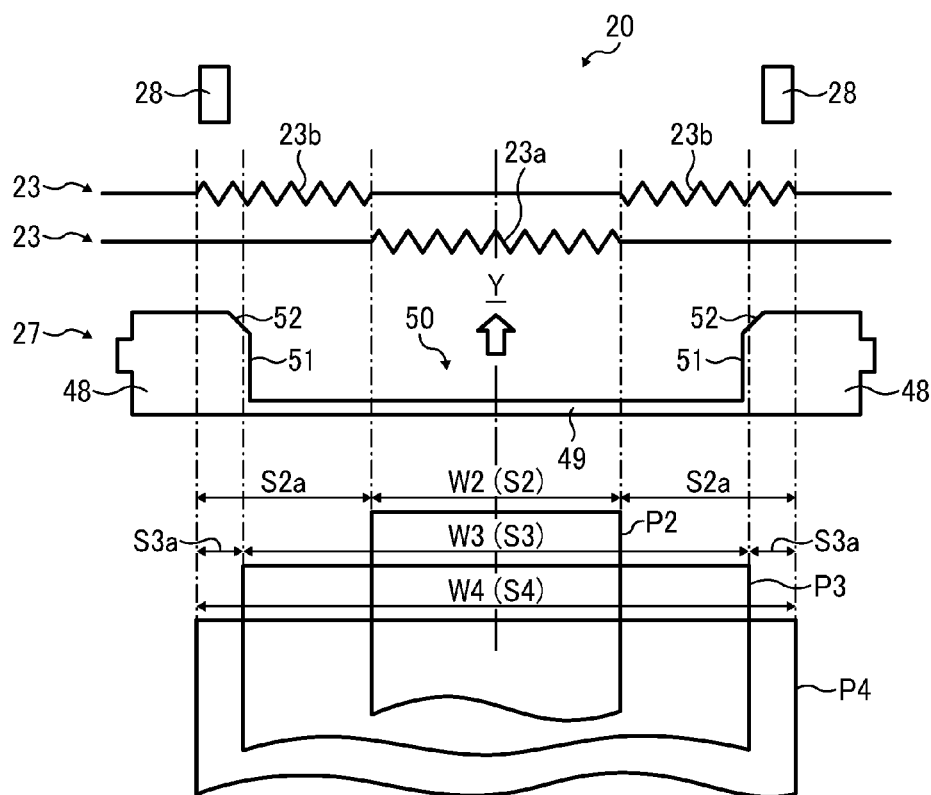 20
28 28
23b 23b
23a
23
23
Y
27 52 50 52
51 51
48 48
49
S2a W2 (S2) S2a
P2
S3a W3 (S3) S3a
P3
W4 (S4)
P4